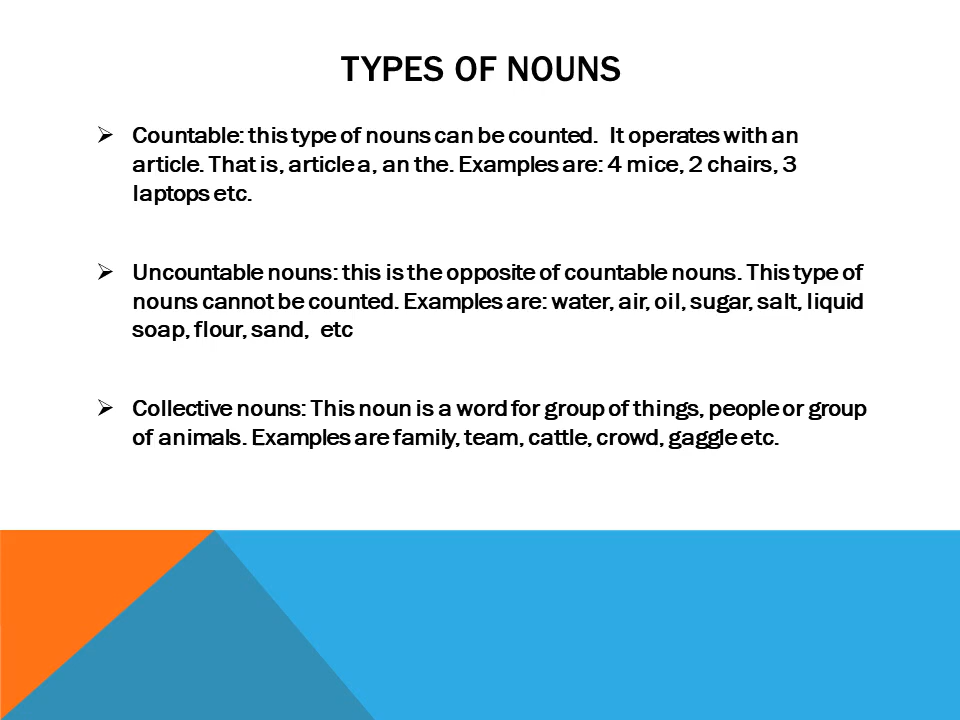 TYPES OF NOUNS
➢ Countable: this type of nouns can be counted.  It operates with an
article. That is, article a, an the. Examples are: 4 mice, 2 chairs, 3
laptops etc.
➢ Uncountable nouns: this is the opposite of countable nouns. This type of
nouns cannot be counted. Examples are: water, air, oil, sugar, salt, liquid
soap, flour, sand,  etc
➢ Collective nouns: This noun is a word for group of things, people or group
of animals. Examples are family, team, cattle, crowd, gaggle etc.